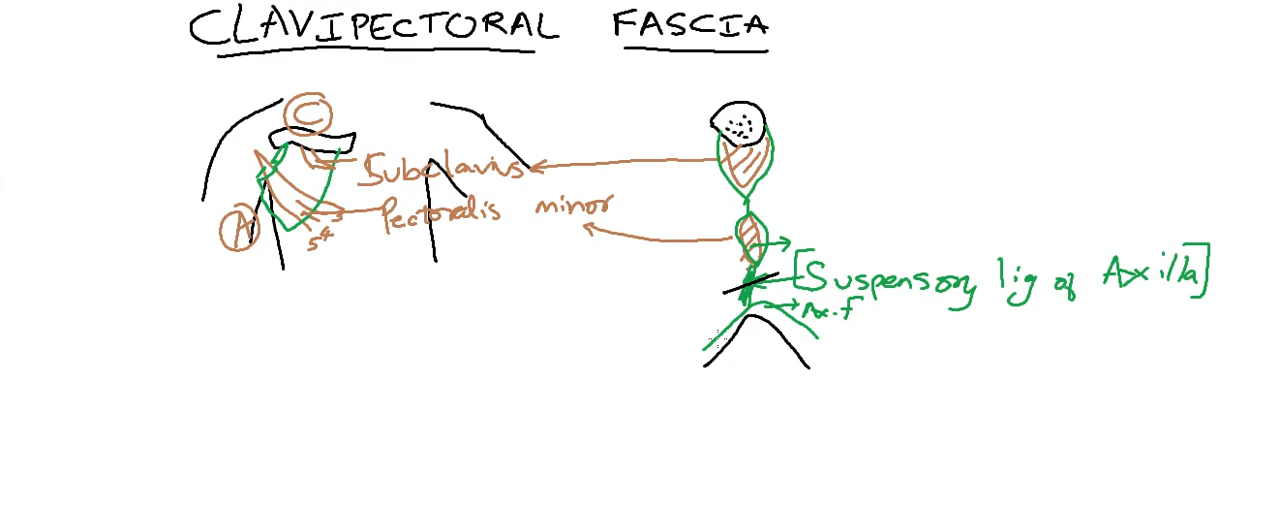 CLAVIPECTORAL FASCIA
C
Subclavius
A
Pectoralis minor
3
4
5
[Suspensory lig of Axilla]
Ax.f